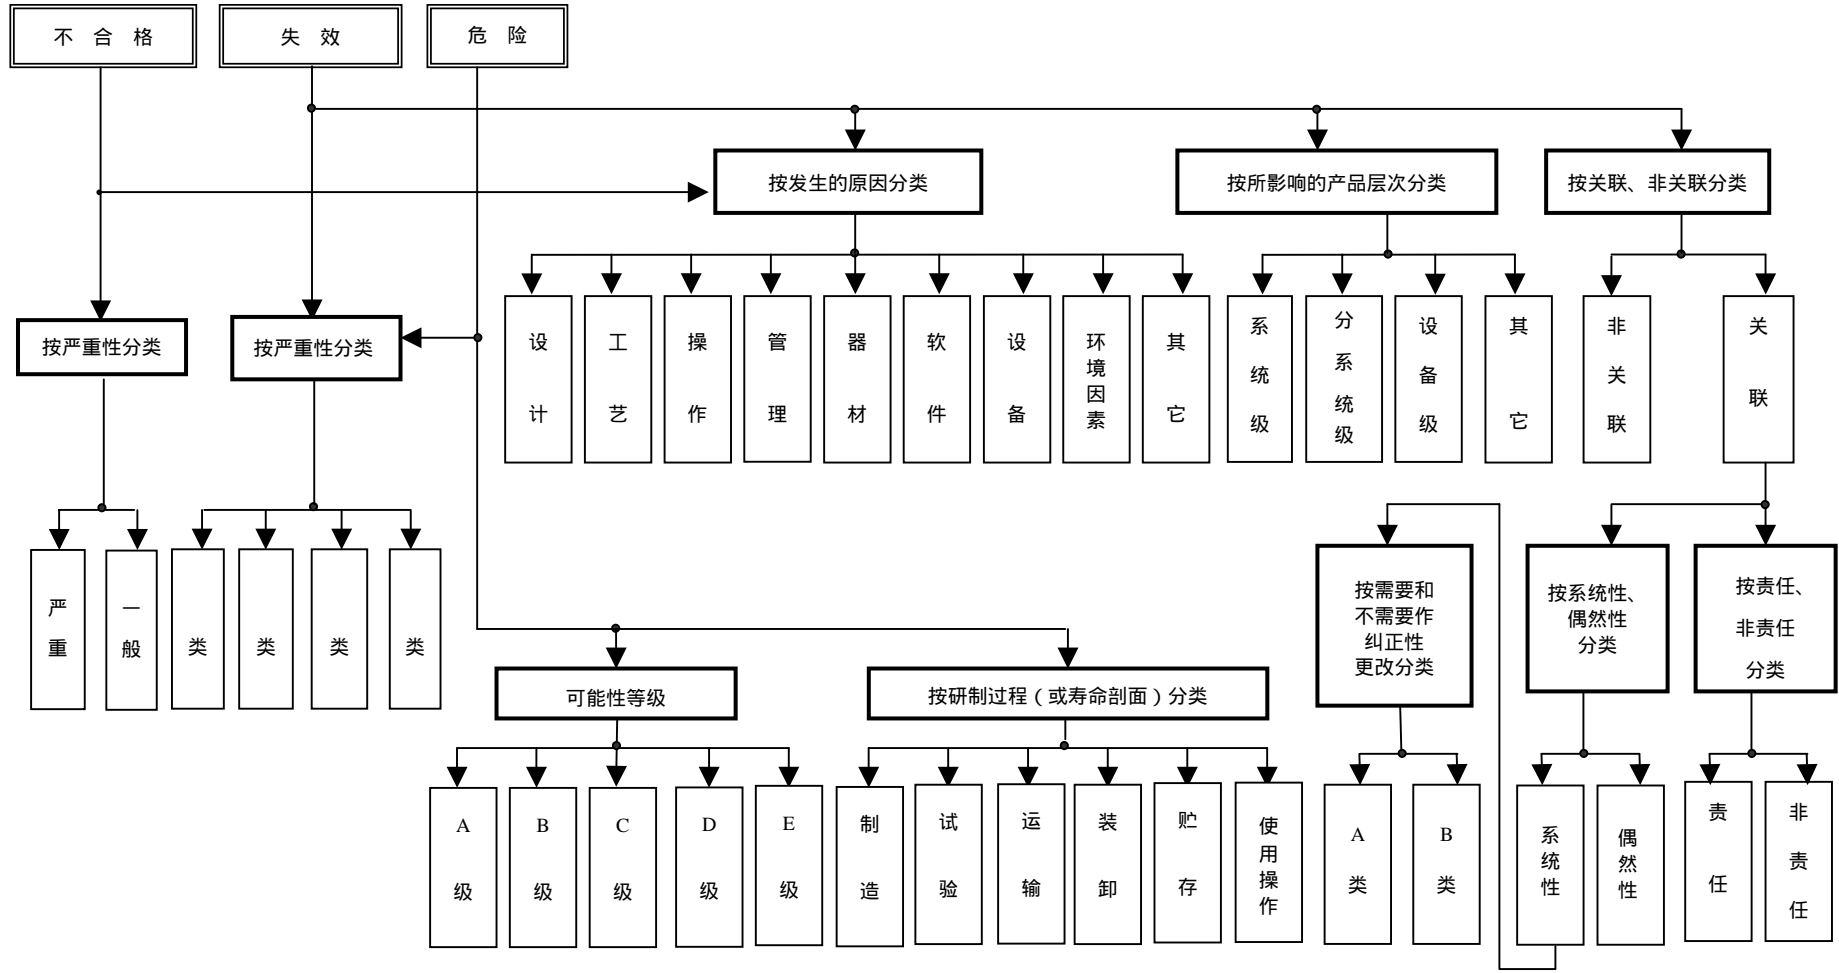 不 合 格
失 效
危 险
按发生的原因分类
按所影响的产品层次分类
按关联、非关联分类
按严重性分类
按严重性分类
设计
工艺
操作
管理
器材
软件
设备
环境因素
其它
系统级
分系统级
设备级
其它
非关联
关联
严重
一般
类
类
类
类
可能性等级
按研制过程（或寿命剖面）分类
按需要和
不需要作
纠正性
更改分类
按系统性、
偶然性
分类
按责任、
非责任
分类
A级
B级
C级
D级
E级
制造
试验
运输
装卸
贮存
使用操作
A类
B类
系统性
偶然性
责任
非责任